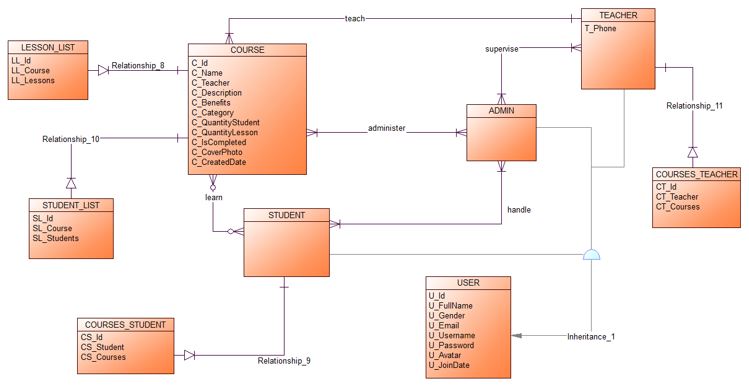 teach
TEACHER
T_Phone
LESSON_LIST
LL_Id
LL_Course
LL_Lessons
Relationship_8
COURSE
C_Id
C_Name
C_Teacher
C_Description
C_Benefits
C_Category
C_QuantityStudent
C_QuantityLesson
C_IsCompleted
C_CoverPhoto
C_CreatedDate
supervise
ADMIN
Relationship_11
administer
Relationship_10
COURSES_TEACHER
CT_Id
CT_Teacher
CT_Courses
learn
handle
STUDENT_LIST
SL_Id
SL_Course
SL_Students
STUDENT
USER
U_Id
U_FullName
U_Gender
U_Email
U_Username
U_Password
U_Avatar
U_JoinDate
Inheritance_1
COURSES_STUDENT
CS_Id
CS_Student
CS_Courses
Relationship_9